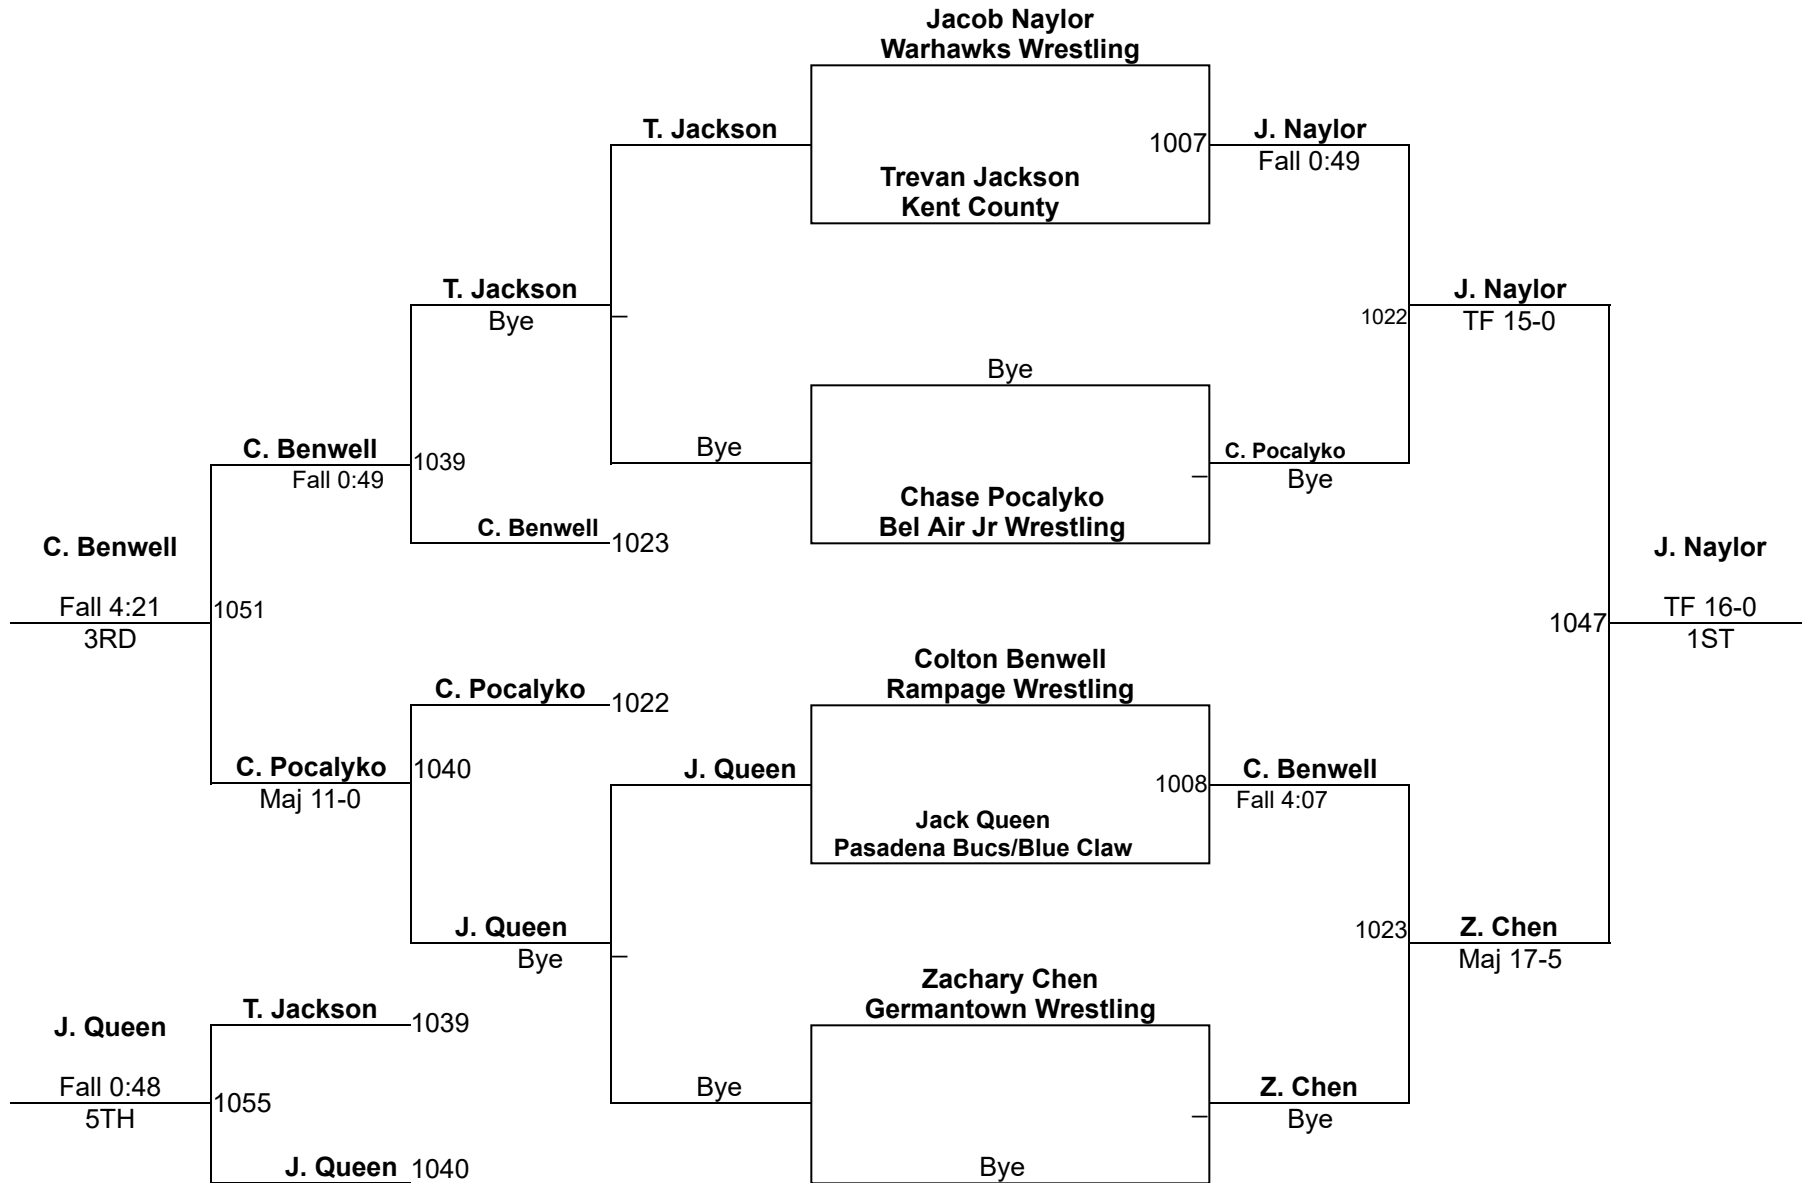 Jacob Naylor
Warhawks Wrestling
T. Jackson
1007
J. Naylor
Fall 0:49
Trevan Jackson
Kent County
T. Jackson
Bye
1022
J. Naylor
TF 15-0
Bye
C. Benwell
Fall 0:49
1039
Bye
C. Pocalyko
Bye
Chase Pocalyko
Bel Air Jr Wrestling
C. Benwell
1023
C. Benwell
Fall 4:21
3RD
1051
J. Naylor
TF 16-0
1ST
1047
Colton Benwell
Rampage Wrestling
C. Pocalyko
1022
C. Pocalyko
Maj 11-0
1040
J. Queen
1008
C. Benwell
Fall 4:07
Jack Queen
Pasadena Bucs/Blue Claw
J. Queen
Bye
1023
Z. Chen
Maj 17-5
Zachary Chen
Germantown Wrestling
T. Jackson
1039
J. Queen
Fall 0:48
5TH
1055
Bye
Z. Chen
Bye
J. Queen
1040
Bye